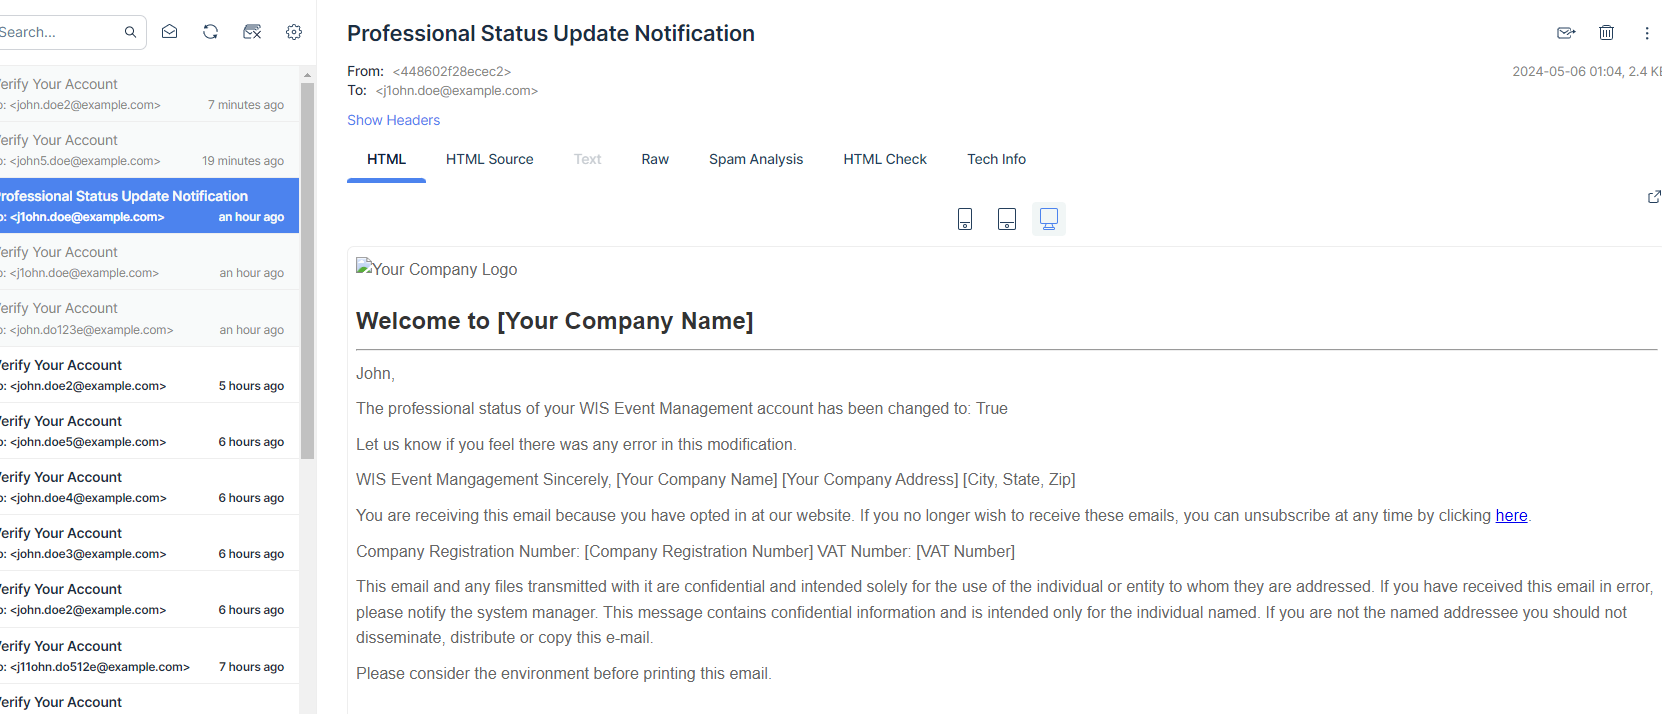 Search...
erify Your Account
o: <john.doe2@example.com> 7 minutes ago
erify Your Account
o: <john5.doe@example.com> 19 minutes ago
rofessional Status Update Notification
o: <j1ohn.doe@example.com> an hour ago
erify Your Account
o: <j1ohn.doe@example.com> an hour ago
erify Your Account
o: <john.do123e@example.com> an hour ago
erify Your Account
o: <john.doe2@example.com> 5 hours ago
erify Your Account
o: <john.doe5@example.com> 6 hours ago
erify Your Account
o: <john.doe4@example.com> 6 hours ago
erify Your Account
o: <john.doe3@example.com> 6 hours ago
erify Your Account
o: <john.doe2@example.com> 6 hours ago
erify Your Account
o: <j11ohn.do512e@example.com> 7 hours ago
erify Your Account
Professional Status Update Notification
From: <448602f28ecec2>
2024-05-06 01:04, 2.4 KB
To: <j1ohn.doe@example.com>
Show Headers
HTML HTML Source Text Raw Spam Analysis HTML Check Tech Info
Your Company Logo
Welcome to [Your Company Name]
John,
The professional status of your WIS Event Management account has been changed to: True
Let us know if you feel there was any error in this modification.
WIS Event Mangagement Sincerely, [Your Company Name] [Your Company Address] [City, State, Zip]
You are receiving this email because you have opted in at our website. If you no longer wish to receive these emails, you can unsubscribe at any time by clicking here.
Company Registration Number: [Company Registration Number] VAT Number: [VAT Number]
This email and any files transmitted with it are confidential and intended solely for the use of the individual or entity to whom they are addressed. If you have received this email in error,
please notify the system manager. This message contains confidential information and is intended only for the individual named. If you are not the named addressee you should not
disseminate, distribute or copy this e-mail.
Please consider the environment before printing this email.